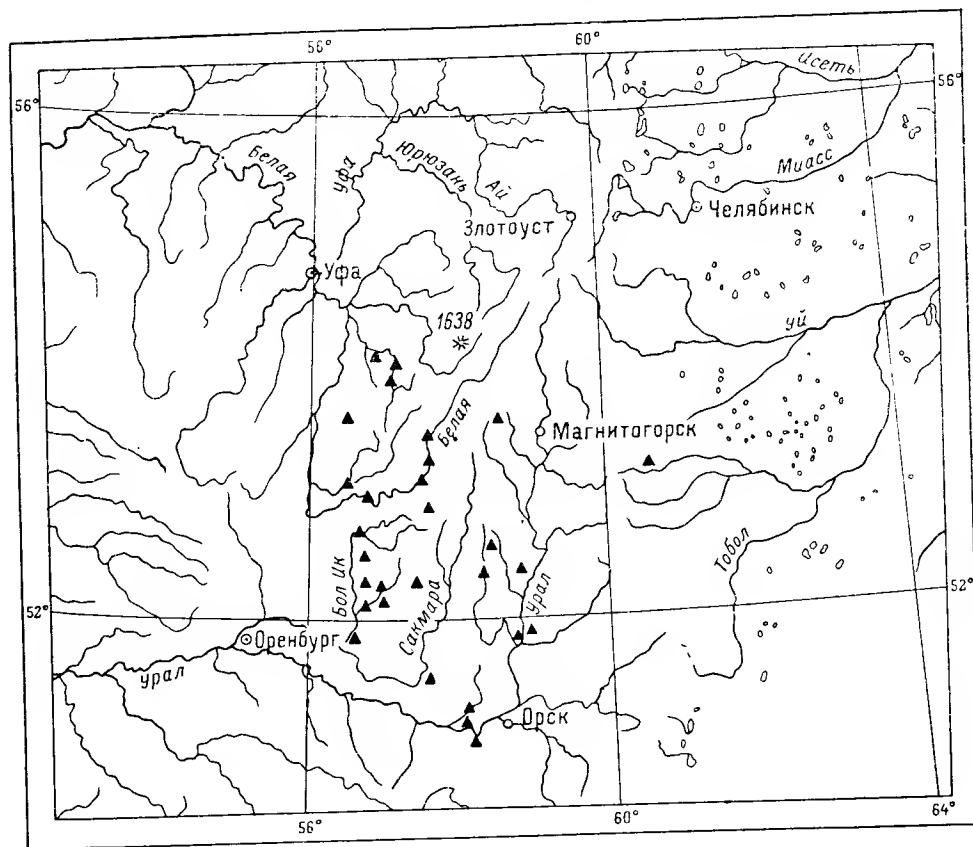 56°
60°
56°
56°
Исеть
Белая
Уфа
Юрюзань
Ай
Миасс
Челябинск
Злотоуст
Уфа
1638
Уй
Белая
Магнитогорск
Тобол
Бол Ик
Сакмара
Урал
52°
52°
Оренбург
Урал
Орск
56°
60°
64°